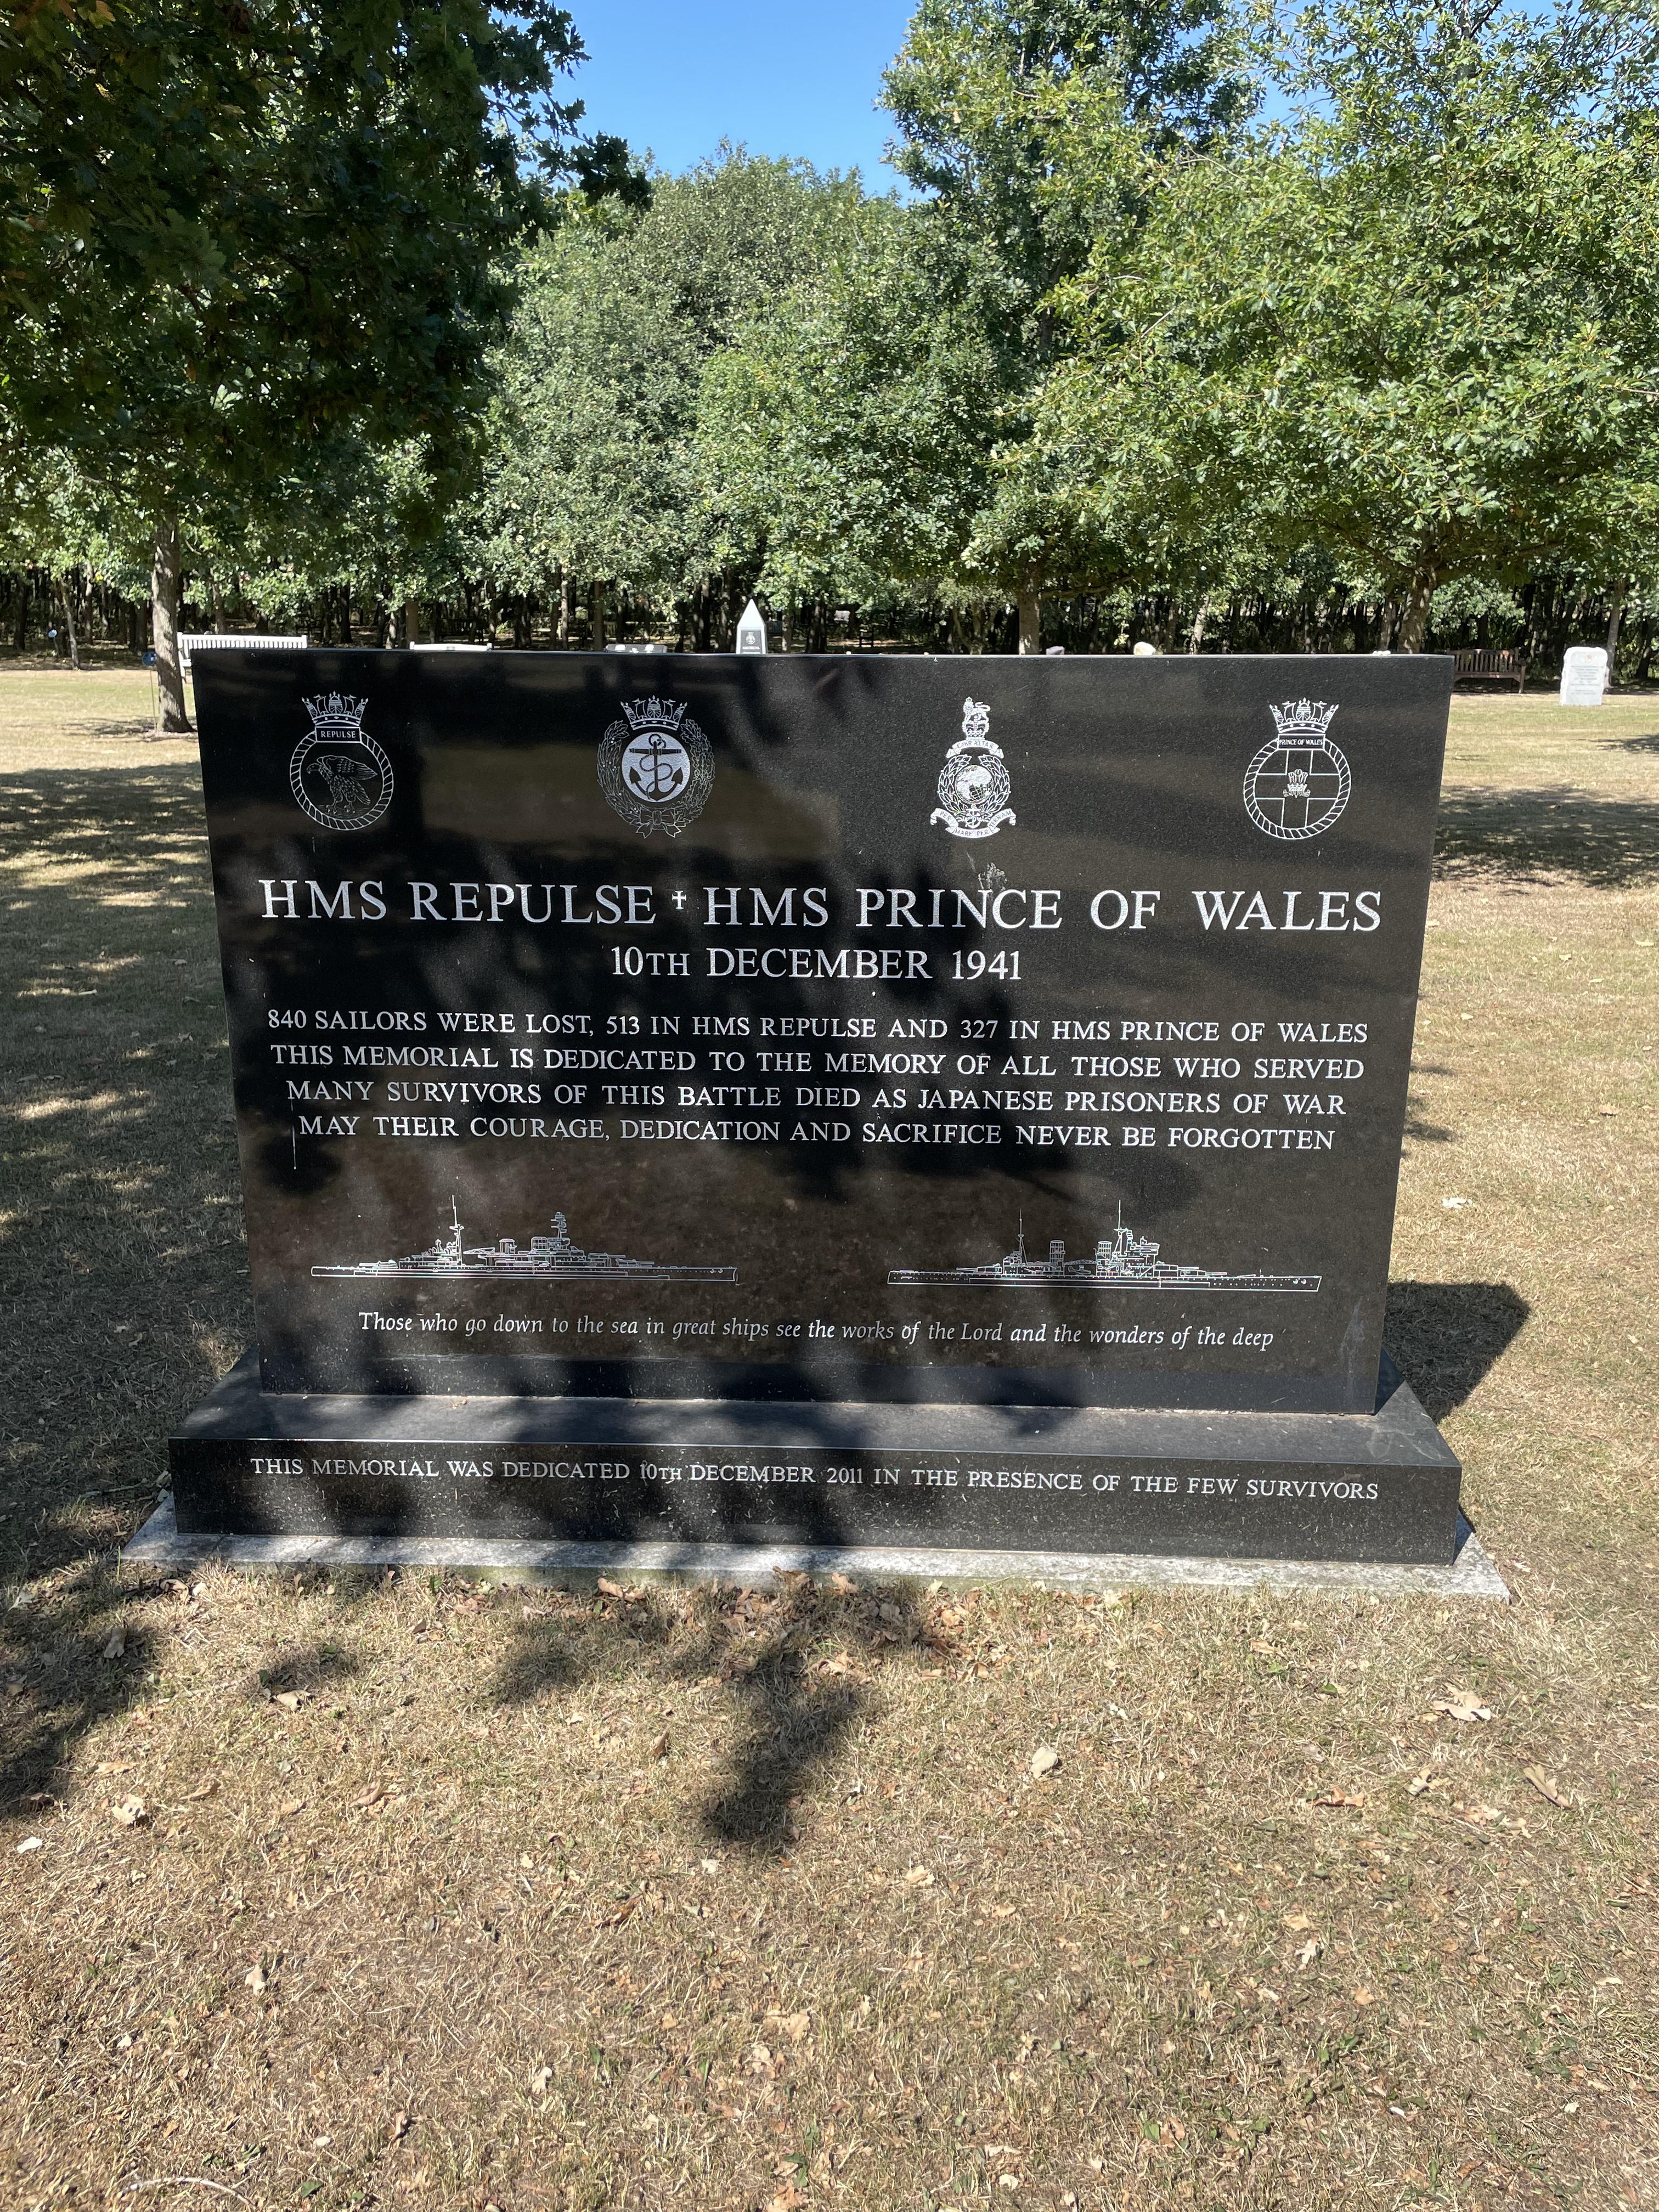 REPULSE
GIBRALTAR
PER MARE PER TERRAM
PRINCE OF WALES
HMS REPULSE ✝ HMS PRINCE OF WALES
10TH DECEMBER 1941
840 SAILORS WERE LOST, 513 IN HMS REPULSE AND 327 IN HMS PRINCE OF WALES
THIS MEMORIAL IS DEDICATED TO THE MEMORY OF ALL THOSE WHO SERVED
MANY SURVIVORS OF THIS BATTLE DIED AS JAPANESE PRISONERS OF WAR
MAY THEIR COURAGE, DEDICATION AND SACRIFICE NEVER BE FORGOTTEN
Those who go down to the sea in great ships see the works of the Lord and the wonders of the deep
THIS MEMORIAL WAS DEDICATED 10TH DECEMBER 2011 IN THE PRESENCE OF THE FEW SURVIVORS